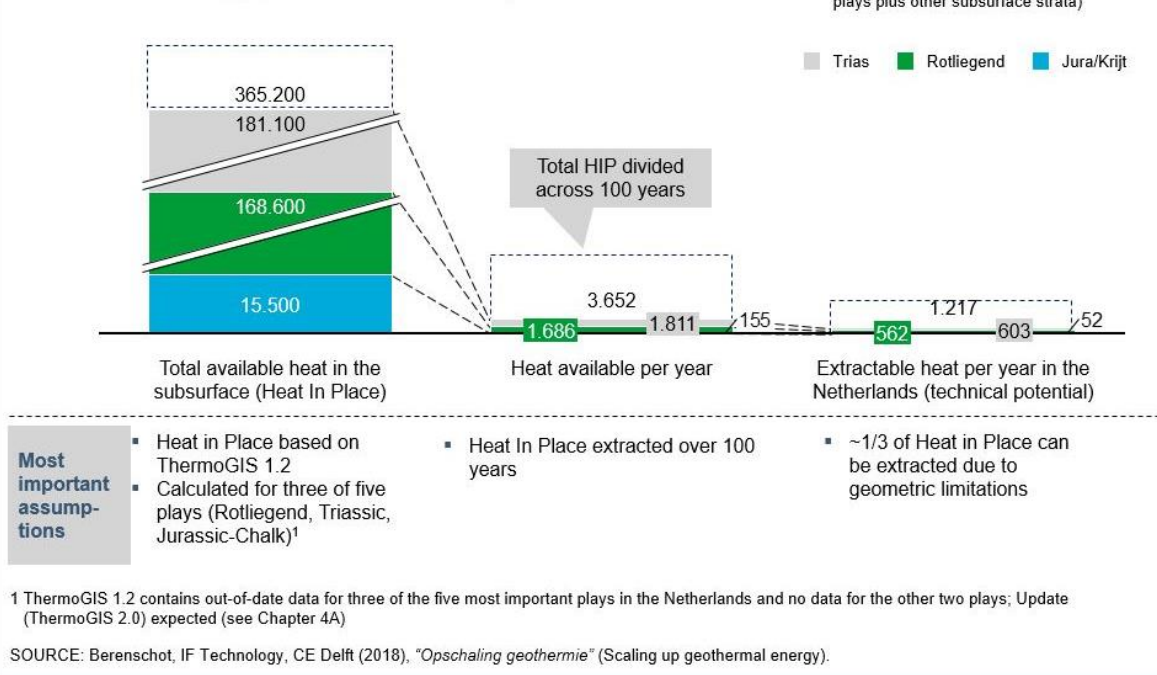 plays plus other subsurface strata)
Trias
Rotliegend
Jura/Krijt
365.200
181.100
168.600
15.500
Total HIP divided
across 100 years
3.652
1.686
1.811
155
1.217
562
603
52
Total available heat in the
subsurface (Heat In Place)
Heat available per year
Extractable heat per year in the
Netherlands (technical potential)
Most
important
assump-
tions
▪ Heat in Place based on
ThermoGIS 1.2
▪ Calculated for three of five
plays (Rotliegend, Triassic,
Jurassic-Chalk)¹
▪ Heat In Place extracted over 100
years
▪ ~1/3 of Heat in Place can
be extracted due to
geometric limitations
1 ThermoGIS 1.2 contains out-of-date data for three of the five most important plays in the Netherlands and no data for the other two plays; Update
(ThermoGIS 2.0) expected (see Chapter 4A)
SOURCE: Berenschot, IF Technology, CE Delft (2018), "Opschaling geothermie" (Scaling up geothermal energy).